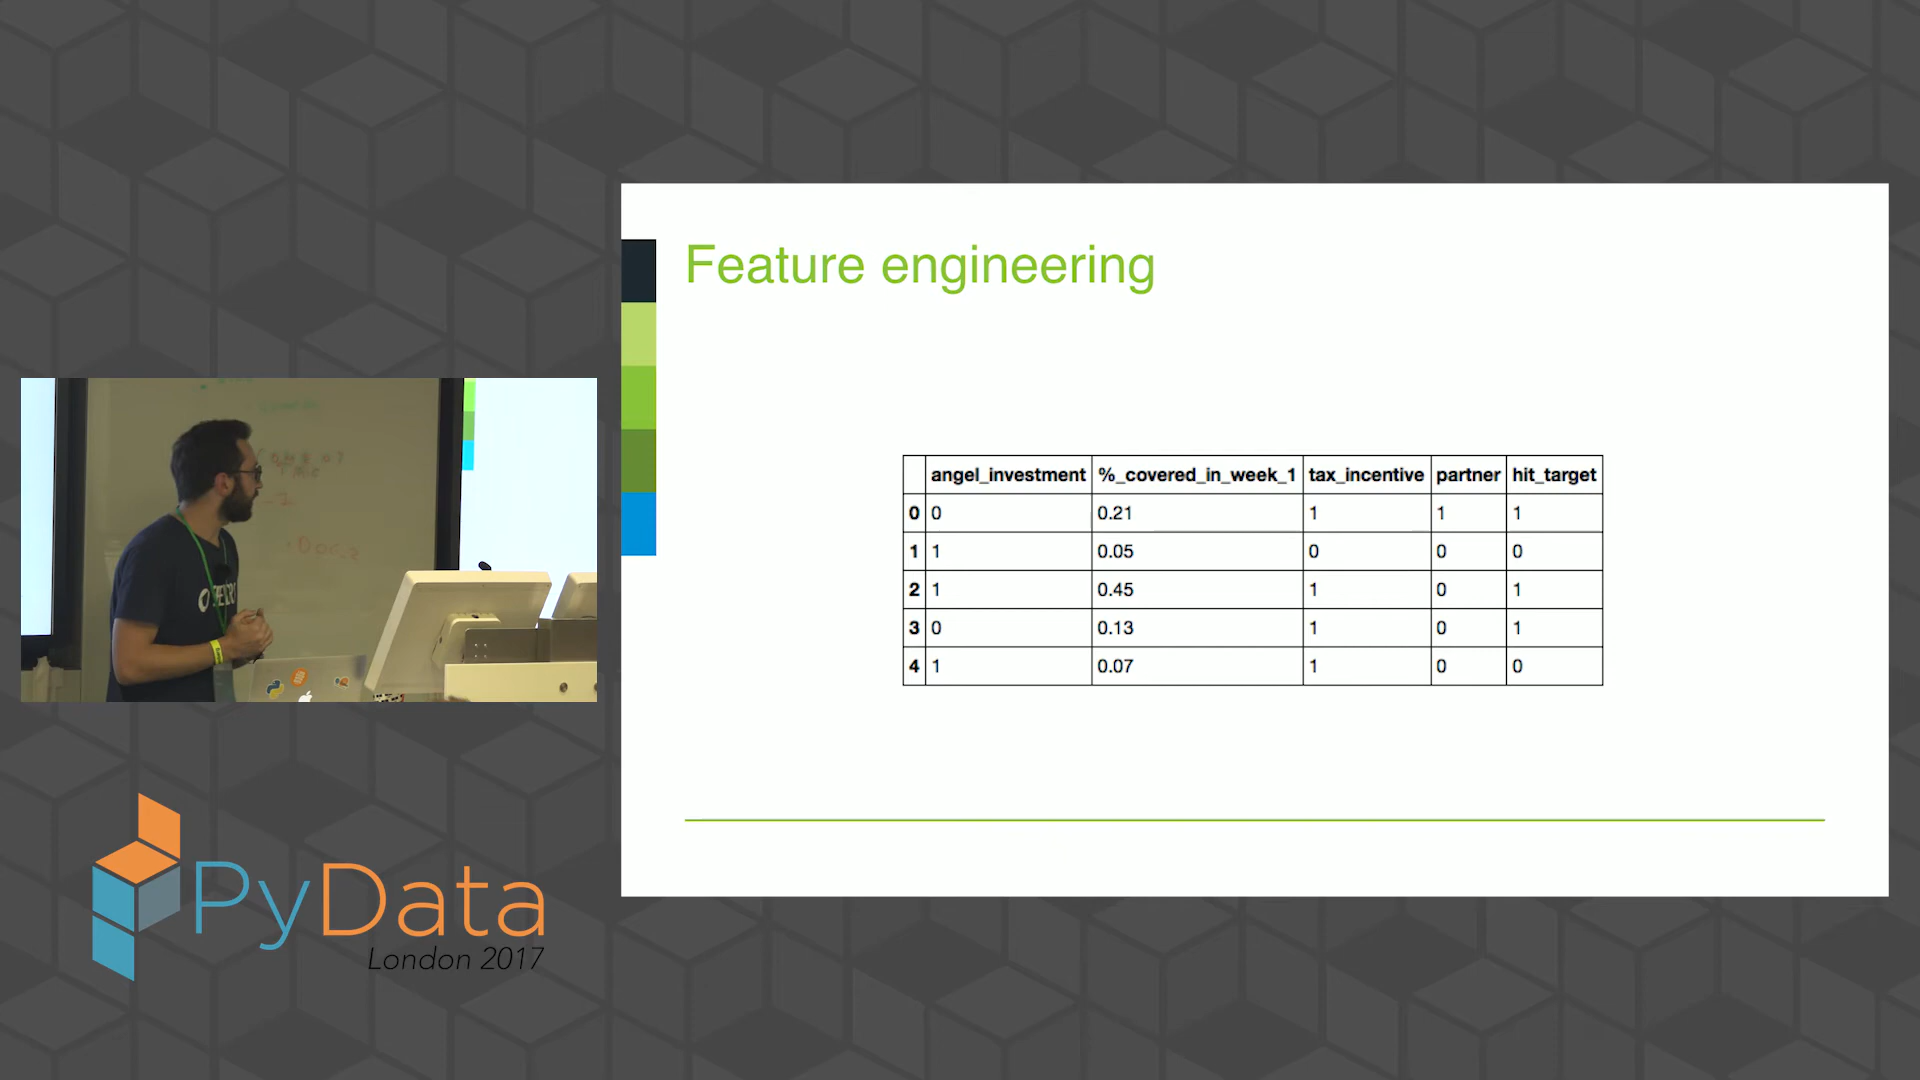 Feature engineering
angel_investment %_covered_in_week_1 tax_incentive partner hit_target
0 0 0.21 1 1 1
1 1 0.05 0 0 0
2 1 0.45 1 0 1
3 0 0.13 1 0 1
4 1 0.07 1 0 0
PyData
London 2017